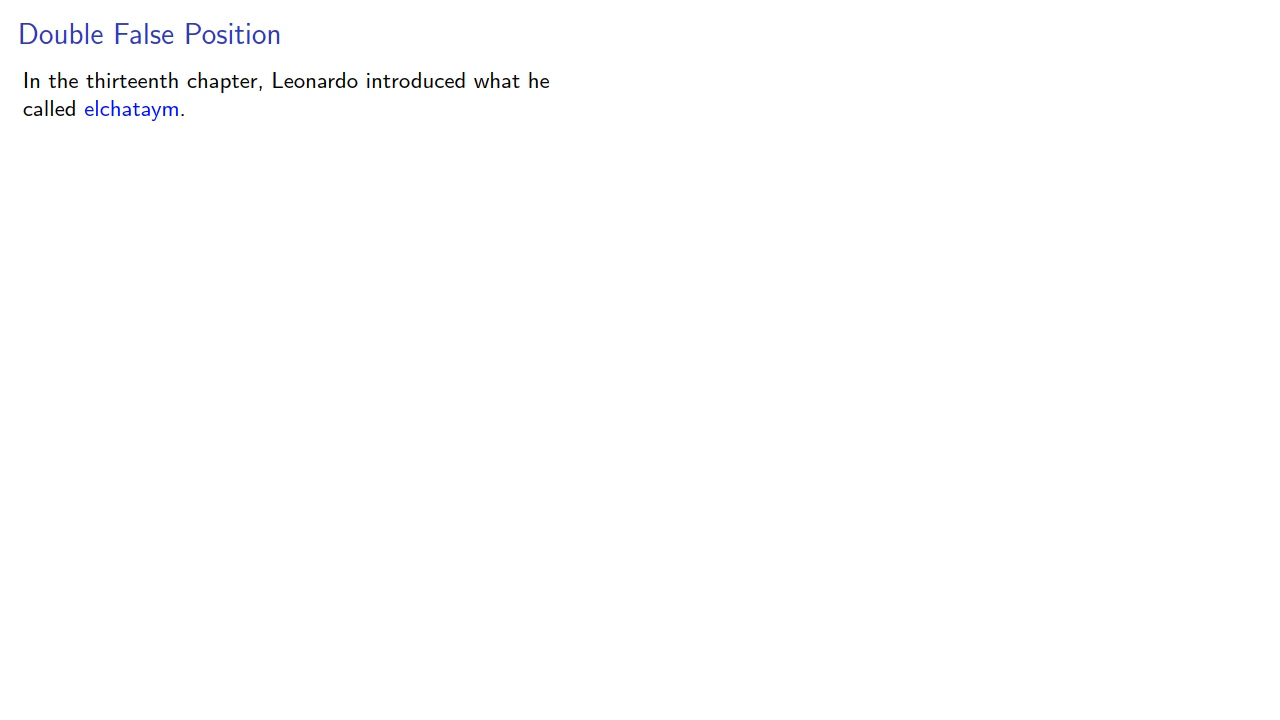 Double False Position
In the thirteenth chapter, Leonardo introduced what he
called elchataym.